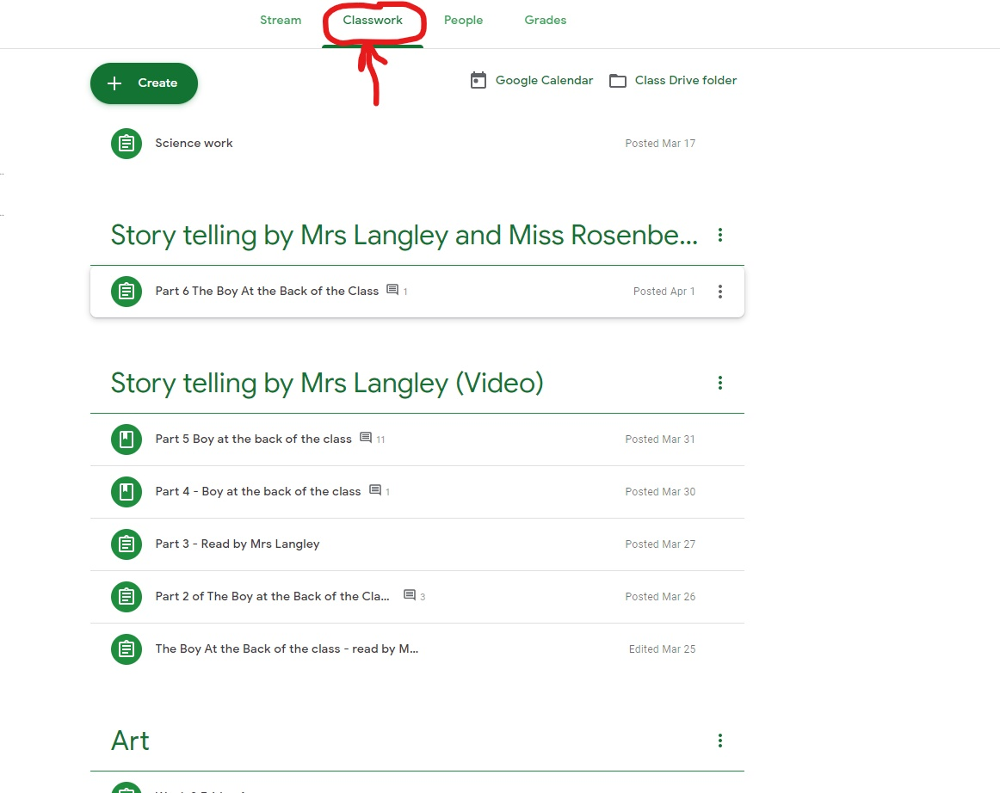 Stream Classwork People Grades
Create Google Calendar Class Drive folder
Science work Posted Mar 17
Story telling by Mrs Langley and Miss Rosenbe...
Part 6 The Boy At the Back of the Class 1 Posted Apr 1
Story telling by Mrs Langley (Video)
Part 5 Boy at the back of the class 11 Posted Mar 31
Part 4 - Boy at the back of the class 1 Posted Mar 30
Part 3 - Read by Mrs Langley Posted Mar 27
Part 2 of The Boy at the Back of the Cla... 3 Posted Mar 26
The Boy At the Back of the class - read by M... Edited Mar 25
Art